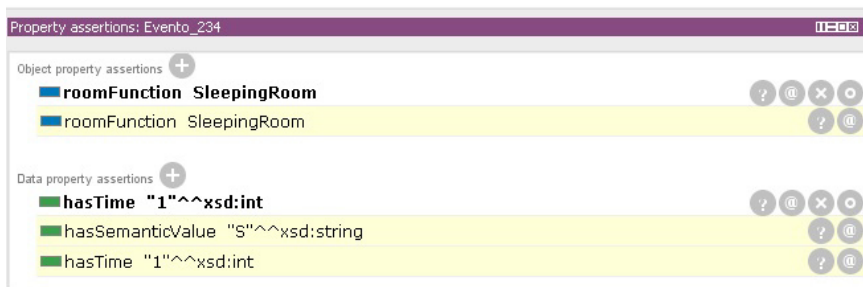 Property assertions: Evento_234
Object property assertions
roomFunction SleepingRoom
roomFunction SleepingRoom
Data property assertions
hasTime "1"^^xsd:int
hasSemanticValue "S"^^xsd:string
hasTime "1"^^xsd:int